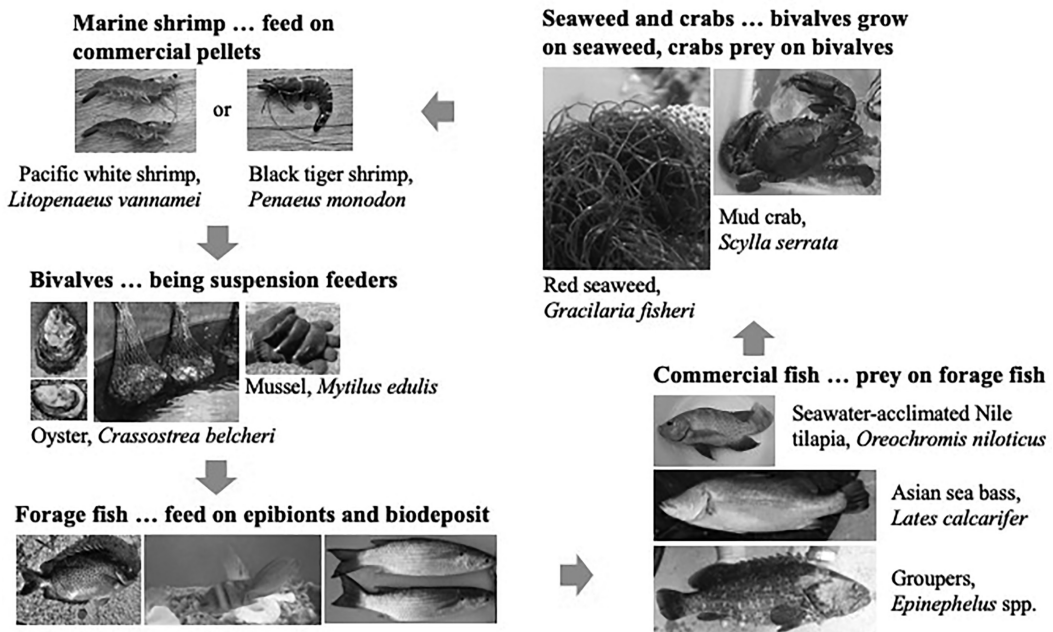 Marine shrimp … feed on
commercial pellets
or
Pacific white shrimp,
Litopenaeus vannamei
Black tiger shrimp,
Penaeus monodon
Bivalves … being suspension feeders
Mussel, Mytilus edulis
Oyster, Crassostrea belcheri
Forage fish … feed on epibionts and biodeposit
Commercial fish … prey on forage fish
Seawater-acclimated Nile
tilapia, Oreochromis niloticus
Asian sea bass,
Lates calcarifer
Groupers,
Epinephelus spp.
Seaweed and crabs … bivalves grow
on seaweed, crabs prey on bivalves
Mud crab,
Scylla serrata
Red seaweed,
Gracilaria fisheri